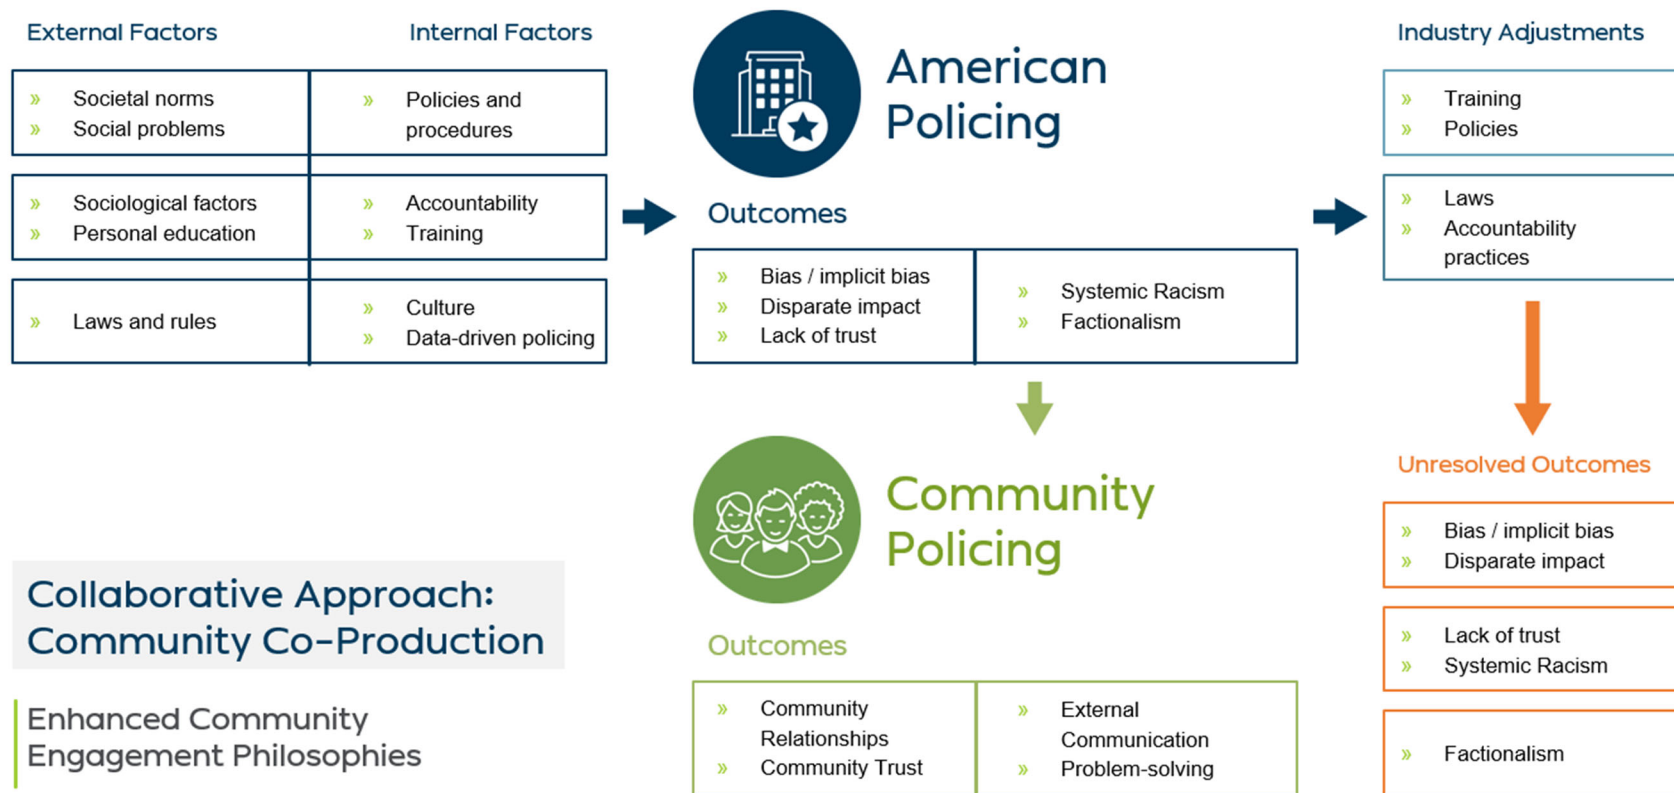 External Factors
Internal Factors
» Societal norms
» Social problems
» Policies and
procedures
» Sociological factors
» Personal education
» Accountability
» Training
» Laws and rules
» Culture
» Data-driven policing
American
Policing
Outcomes
» Bias / implicit bias
» Disparate impact
» Lack of trust
» Systemic Racism
» Factionalism
Industry Adjustments
» Training
» Policies
» Laws
» Accountability
practices
Community
Policing
Outcomes
» Community
Relationships
» Community Trust
» External
Communication
» Problem-solving
Unresolved Outcomes
» Bias / implicit bias
» Disparate impact
» Lack of trust
» Systemic Racism
» Factionalism
Collaborative Approach:
Community Co-Production
Enhanced Community
Engagement Philosophies